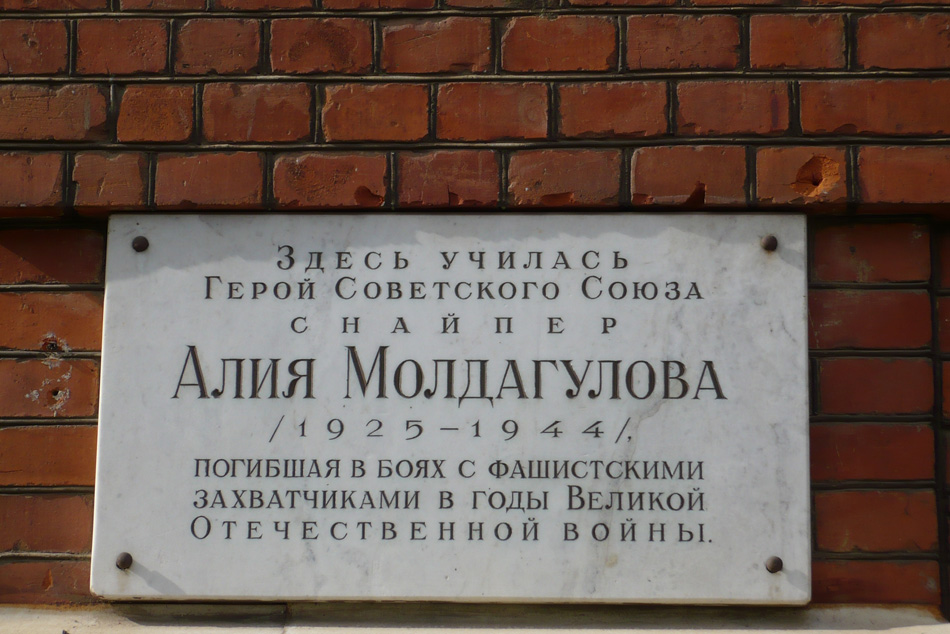 Здесь училась
Герой Советского Союза
снайпер
Алия Молдагулова
/1925–1944/.
погибшая в боях с фашистскими
захватчиками в годы Великой
Отечественной войны.